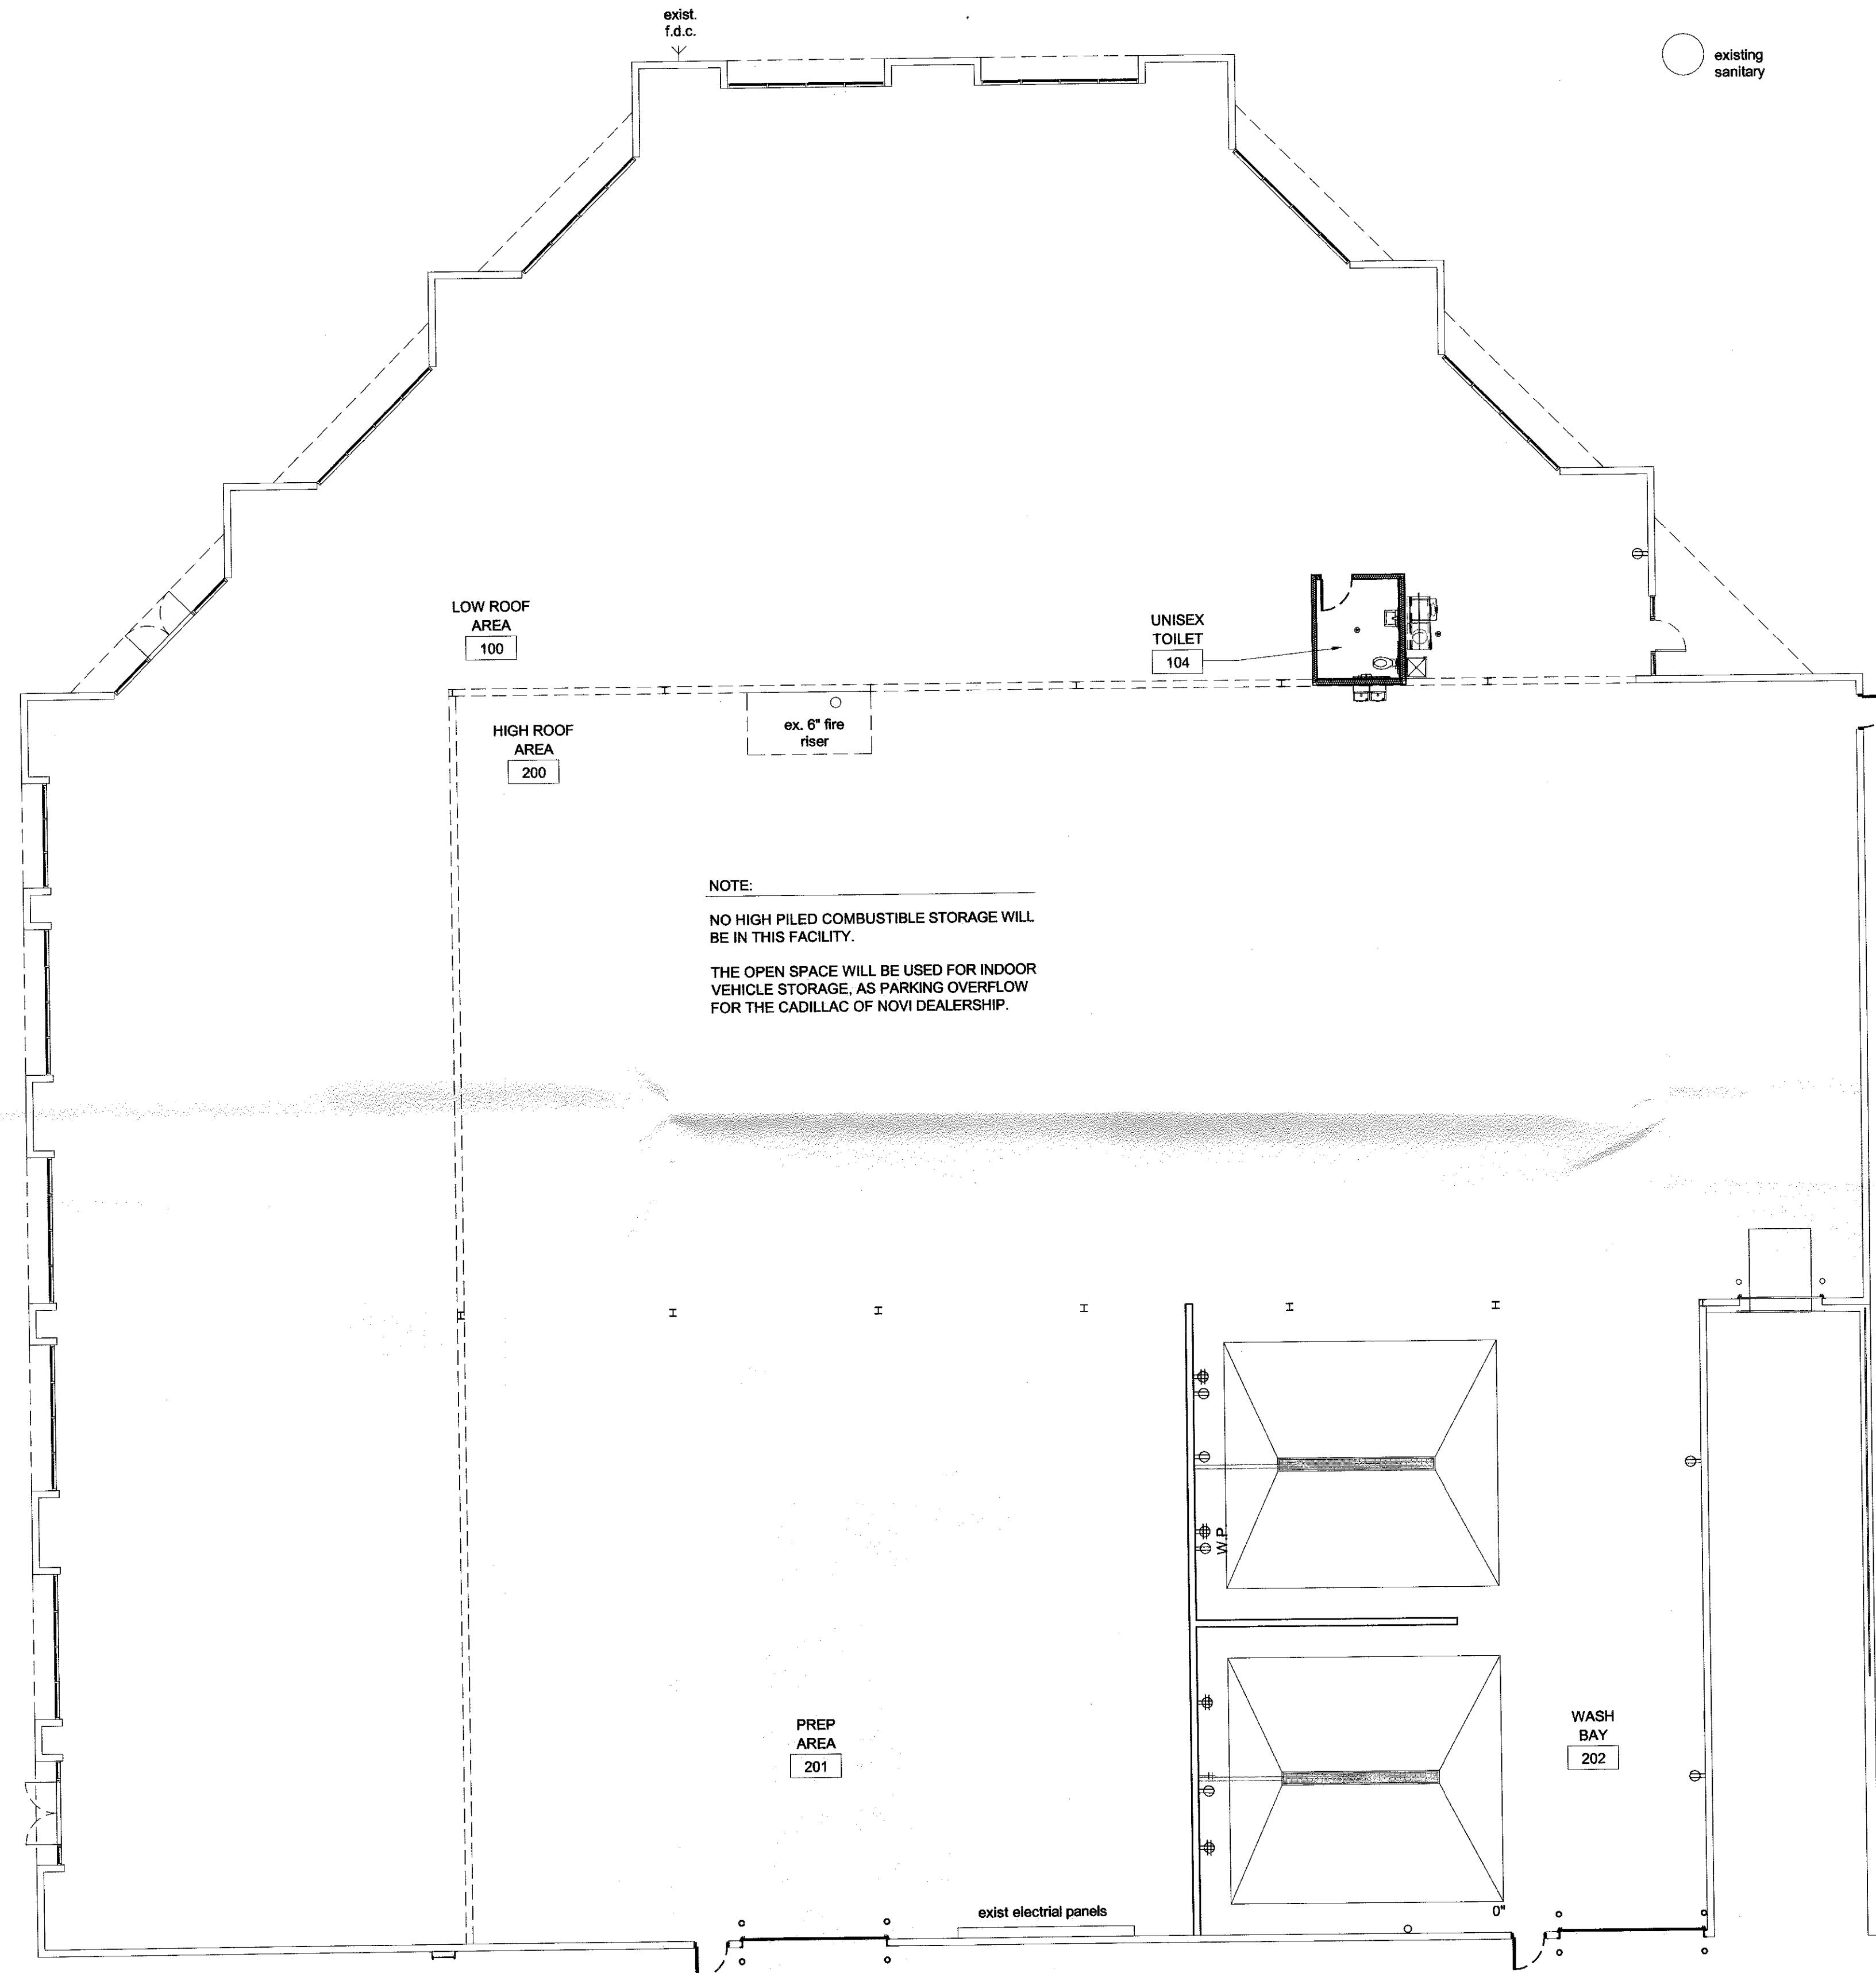 exist.
f.d.c.
existing
sanitary
LOW ROOF
AREA
100
UNISEX
TOILET
104
HIGH ROOF
AREA
200
ex. 6" fire
riser
NOTE:
NO HIGH PILED COMBUSTIBLE STORAGE WILL
BE IN THIS FACILITY.
THE OPEN SPACE WILL BE USED FOR INDOOR
VEHICLE STORAGE, AS PARKING OVERFLOW
FOR THE CADILLAC OF NOVI DEALERSHIP.
W.P.
PREP
AREA
201
WASH
BAY
202
exist electrial panels
0"